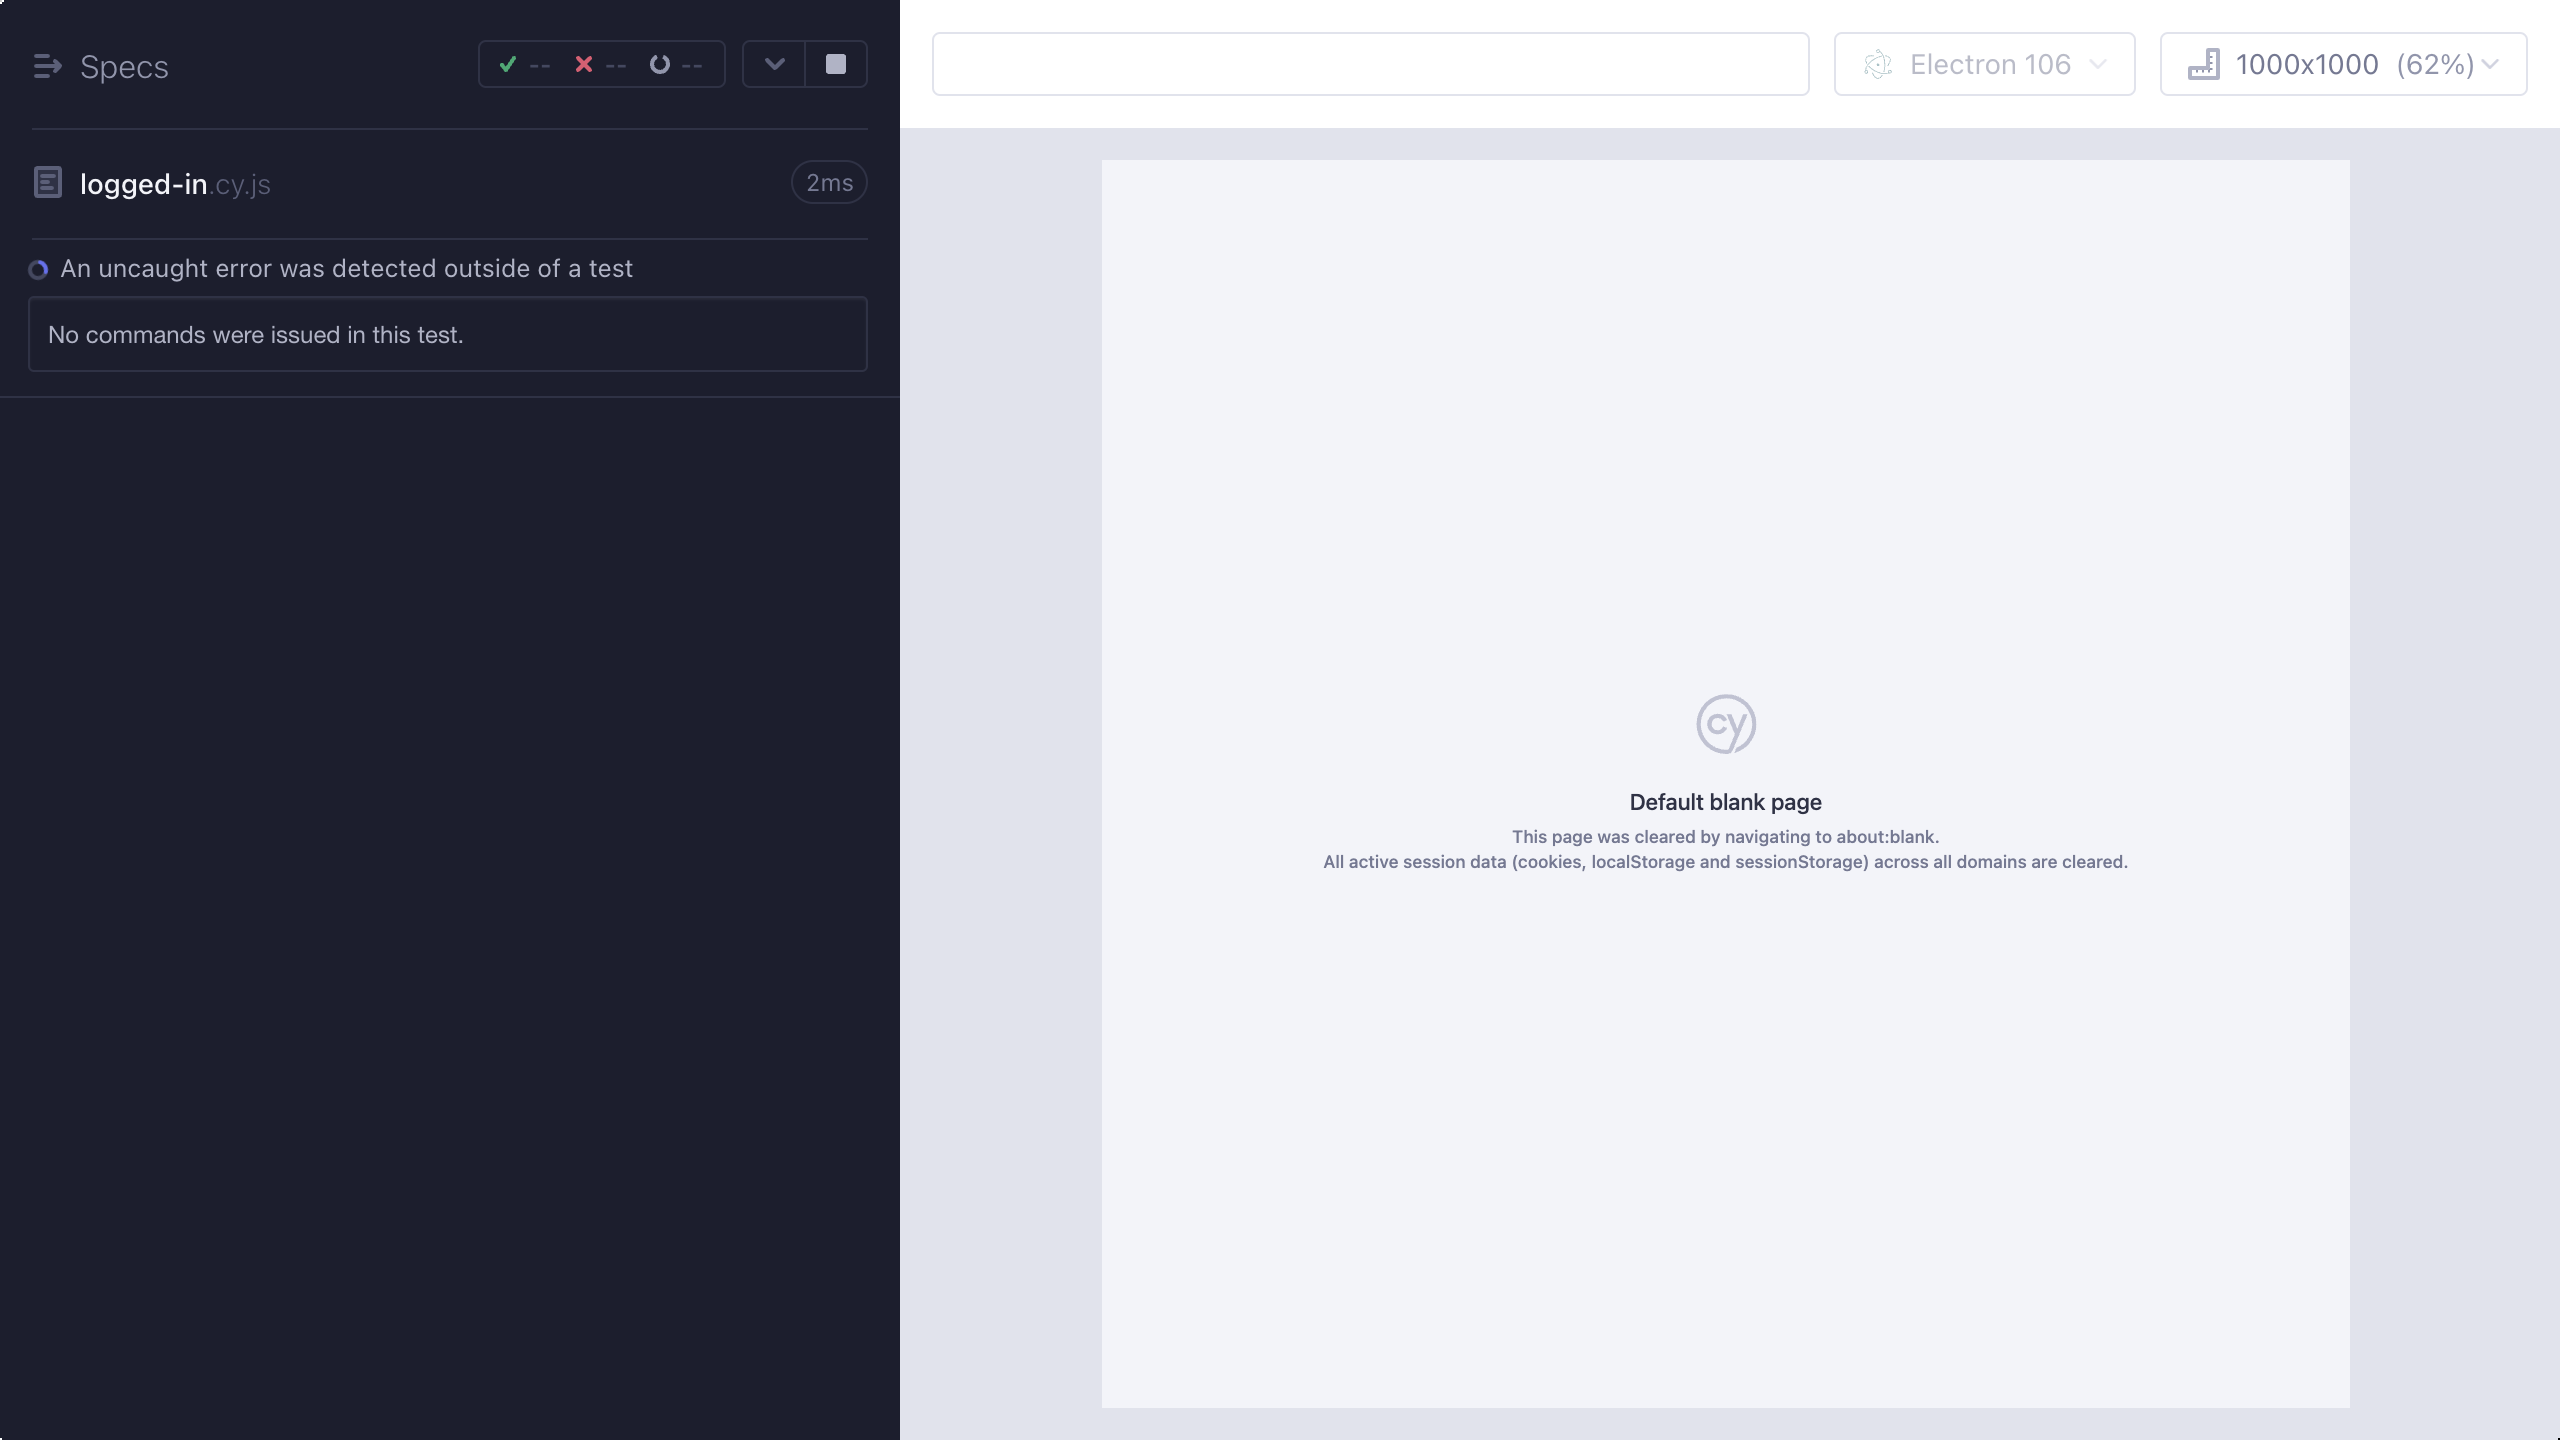 Specs
--
--
--
Electron 106
1000x1000 (62%)
logged-in.cy.js
2ms
An uncaught error was detected outside of a test
No commands were issued in this test.
cy
Default blank page
This page was cleared by navigating to about:blank.
All active session data (cookies, localStorage and sessionStorage) across all domains are cleared.